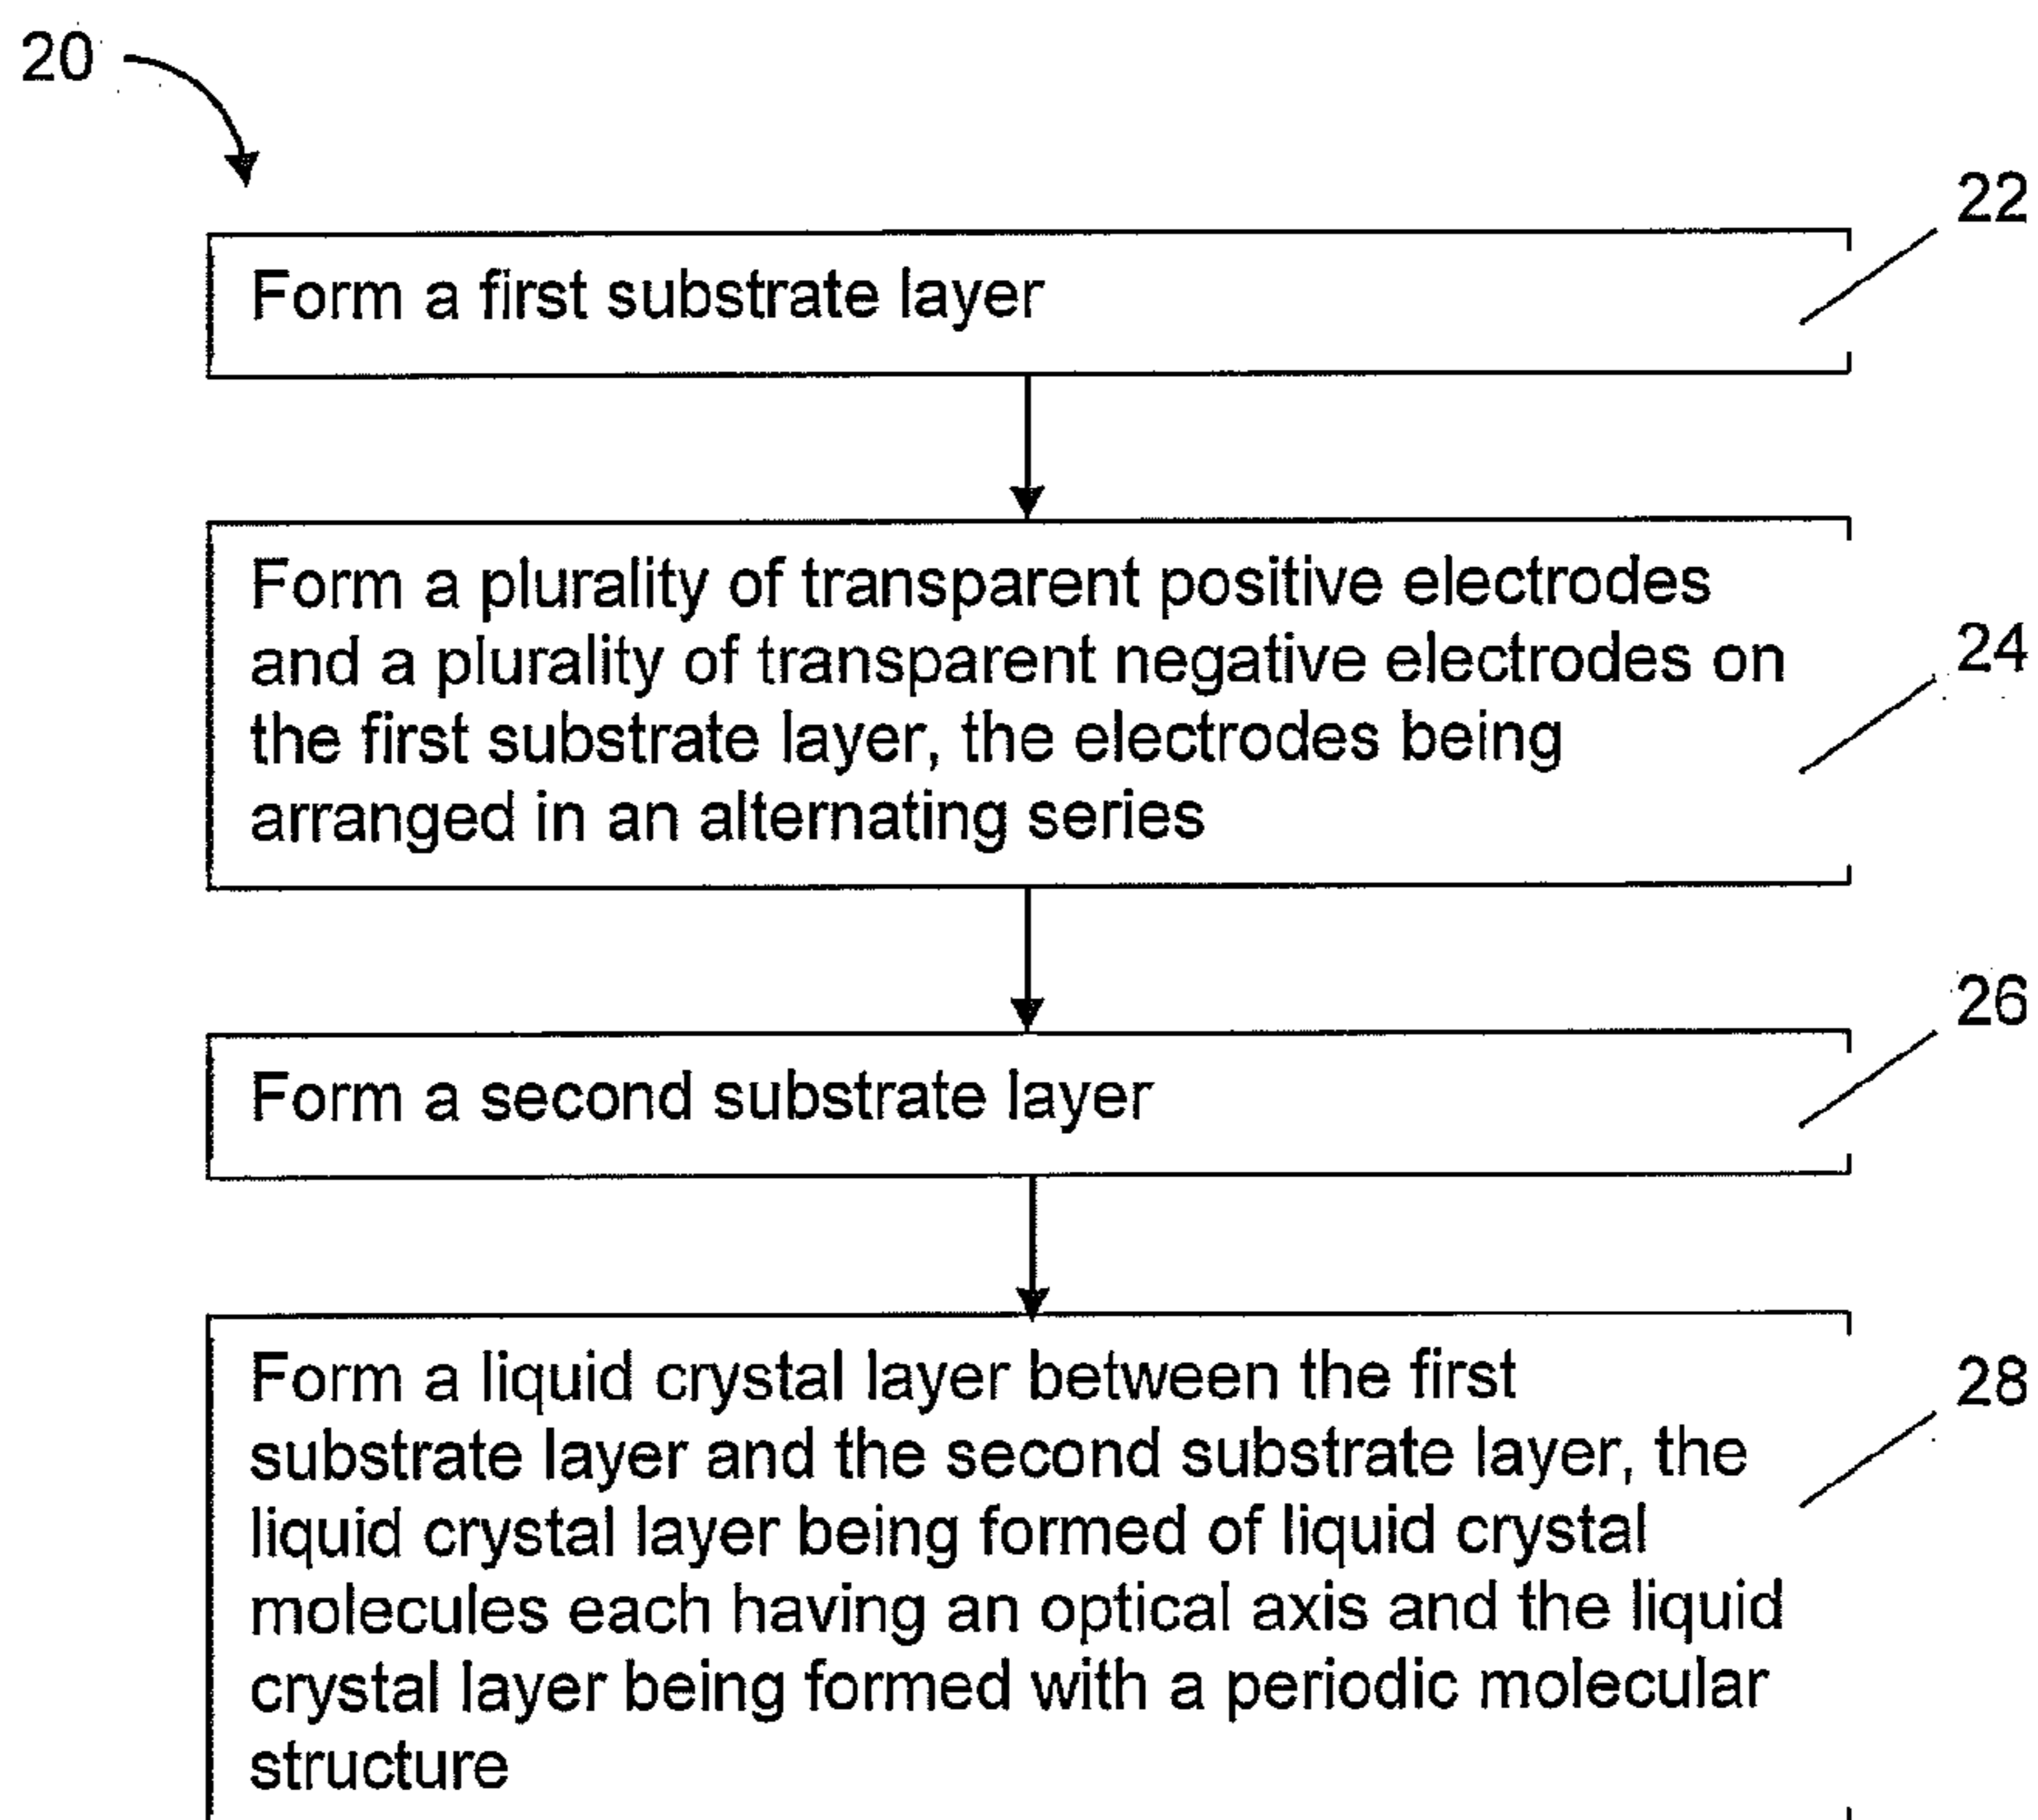 20
22
Form a first substrate layer
Form a plurality of transparent positive electrodes
and a plurality of transparent negative electrodes on
24
the first substrate layer, the electrodes being
arranged in an alternating series
26
Form a second substrate layer
Form a liquid crystal layer between the first
28
substrate layer and the second substrate layer, the
liquid crystal layer being formed of liquid crystal
molecules each having an optical axis and the liquid
crystal layer being formed with a periodic molecular
structure